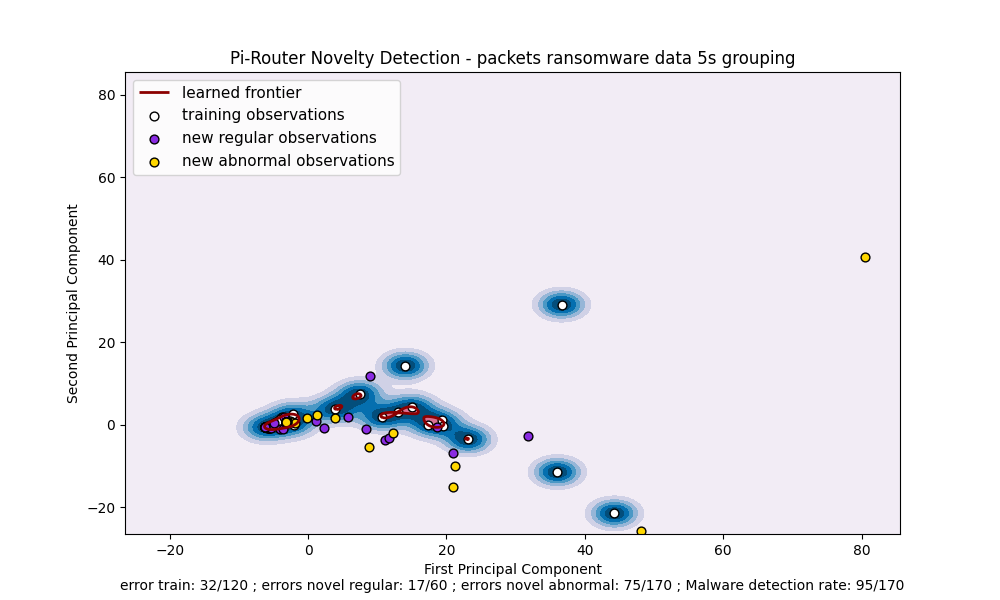 Pi-Router Novelty Detection - packets ransomware data 5s grouping
learned frontier
training observations
new regular observations
new abnormal observations
80
60
40
20
0
−20
Second Principal Component
−20 0 20 40 60 80
First Principal Component
error train: 32/120 ; errors novel regular: 17/60 ; errors novel abnormal: 75/170 ; Malware detection rate: 95/170